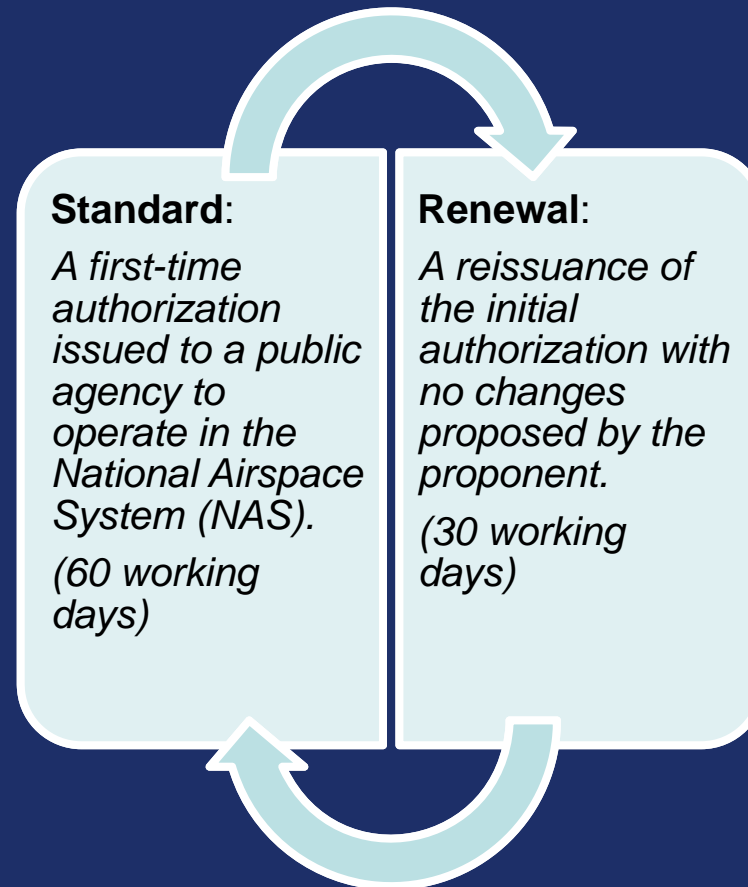 Standard:
A first-time
authorization
issued to a public
agency to
operate in the
National Airspace
System (NAS).
(60 working
days)
Renewal:
A reissuance of
the initial
authorization with
no changes
proposed by the
proponent.
(30 working
days)